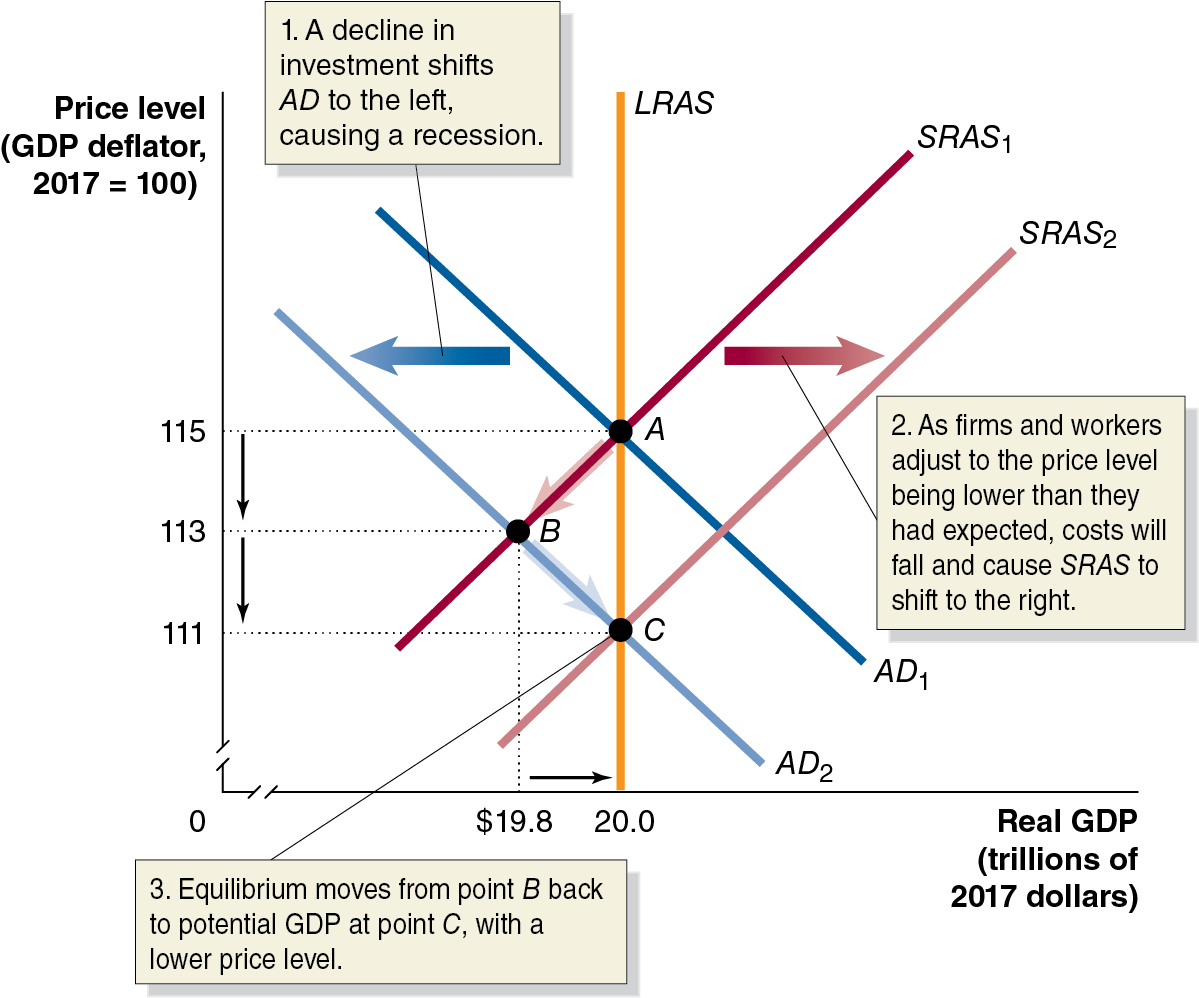 1. A decline in
investment shifts
AD to the left,
causing a recession.
Price level
(GDP deflator,
2017 = 100)
LRAS
SRAS₁
SRAS₂
115
A
2. As firms and workers
adjust to the price level
being lower than they
had expected, costs will
fall and cause SRAS to
shift to the right.
113
B
111
C
AD₁
AD₂
0
$19.8
20.0
Real GDP
(trillions of
2017 dollars)
3. Equilibrium moves from point B back
to potential GDP at point C, with a
lower price level.